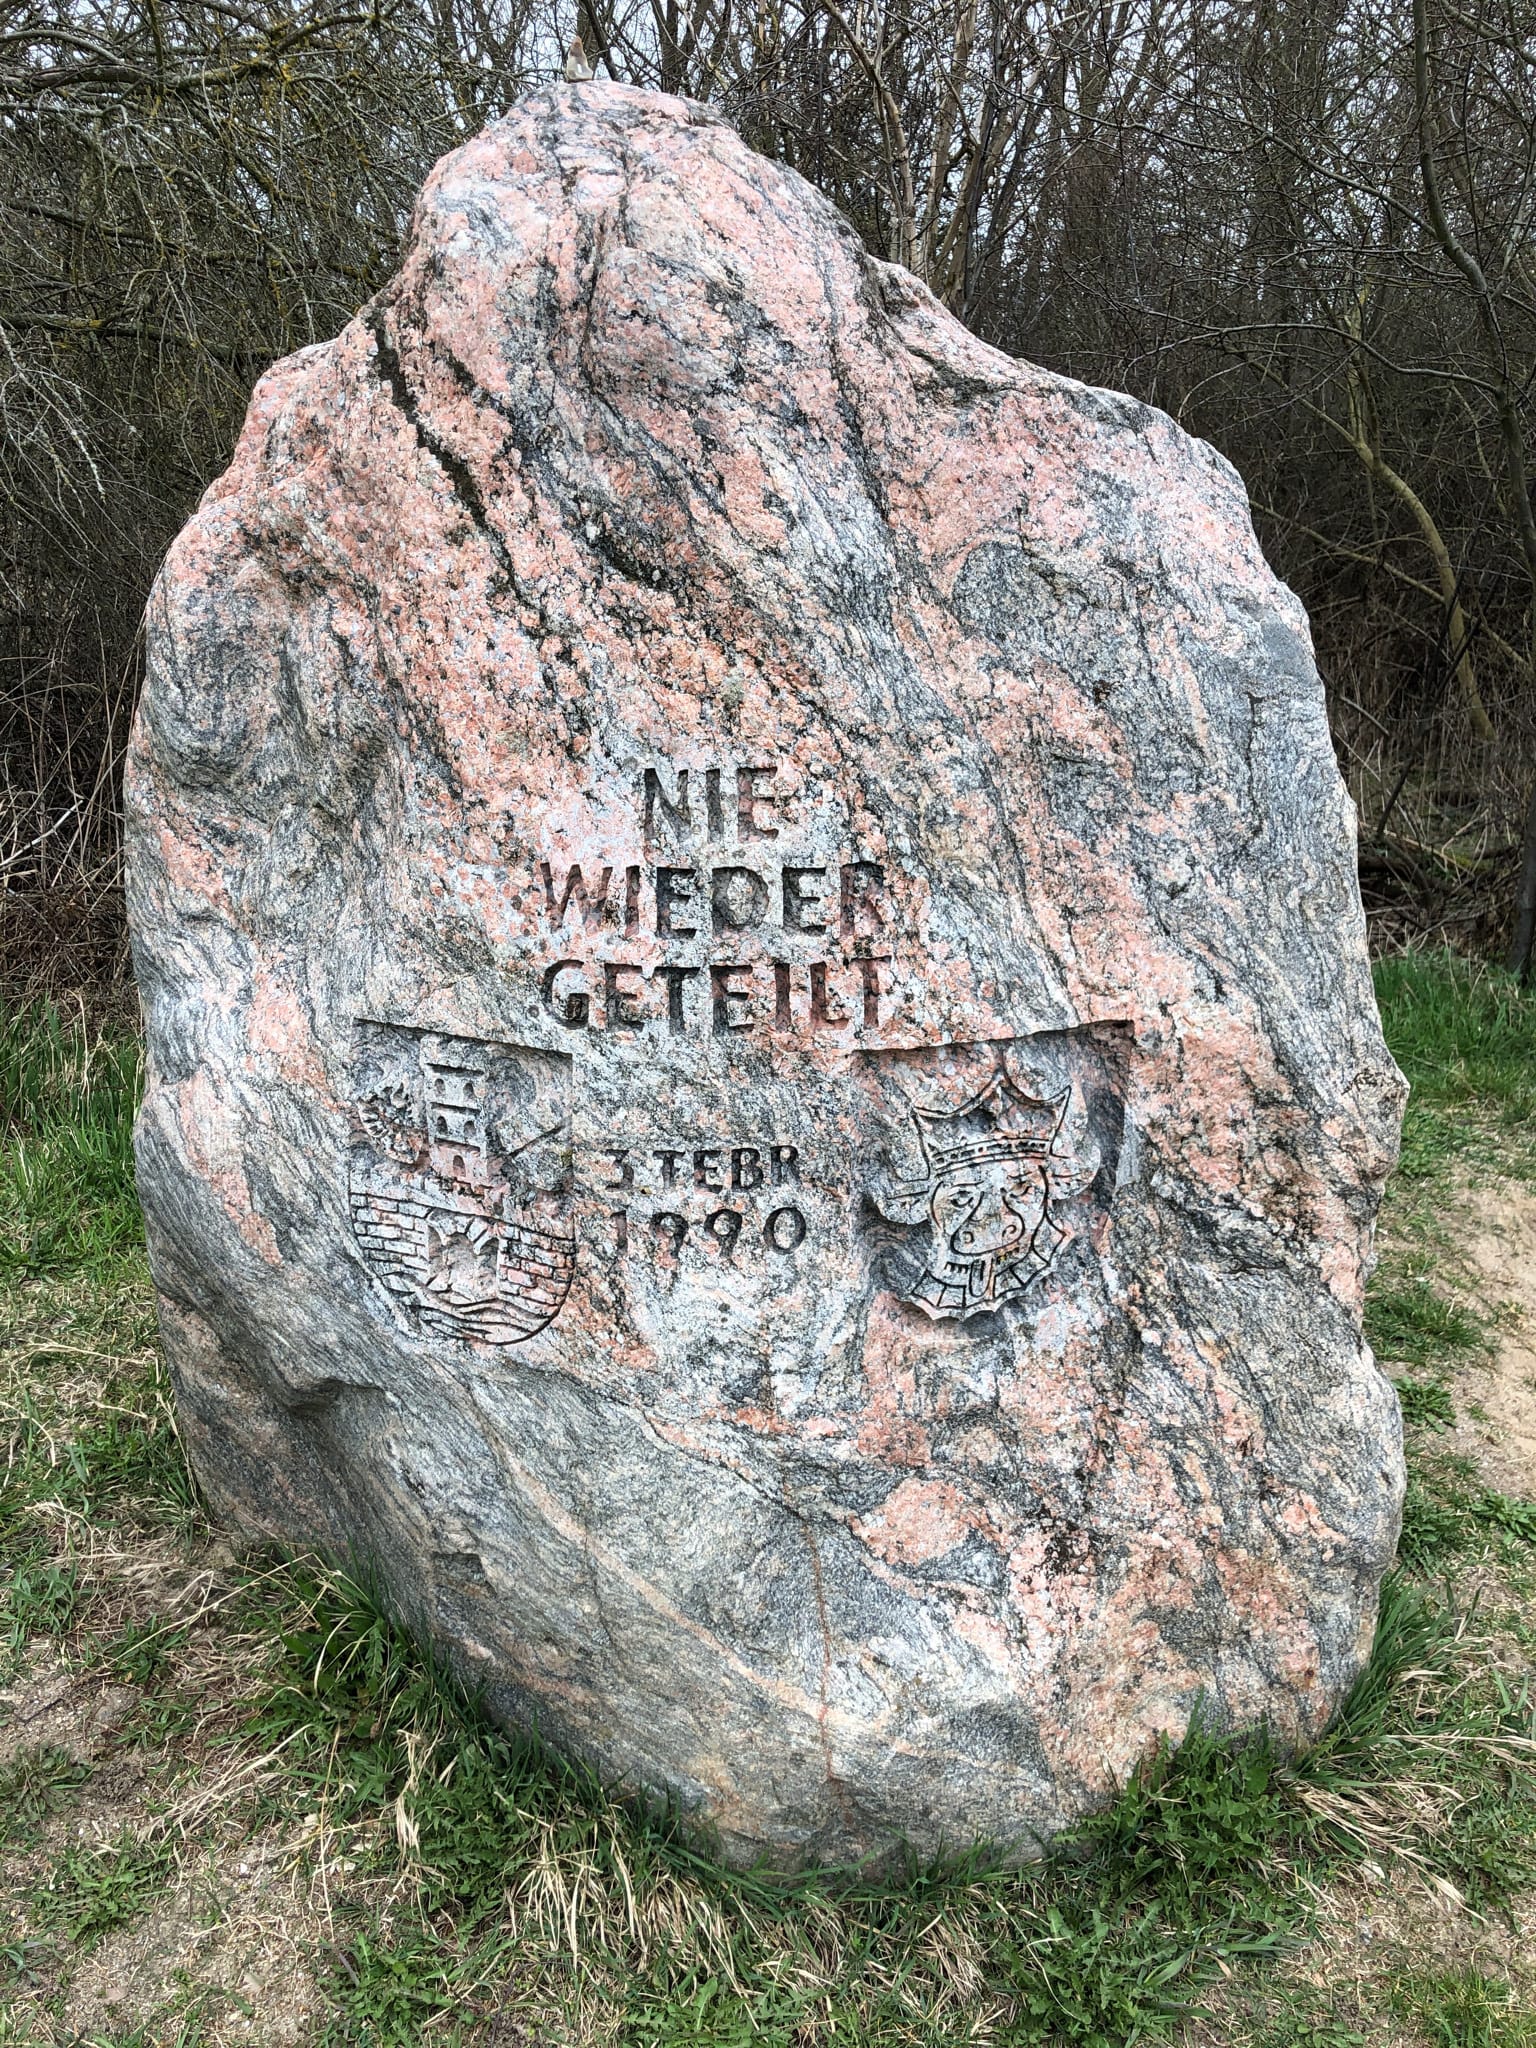 NIE
WIEDER
GETEILT
3.FEBR
1990